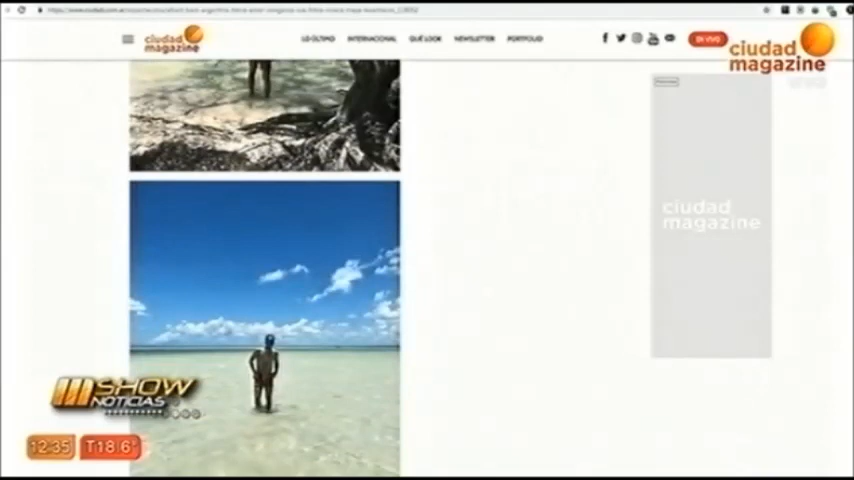 ciudad
magazine
LO ÚLTIMO INTERNACIONAL QUÉ LOOK NEWSLETTER PORTFOLIO
EN VIVO
ciudad
magazine
ciudad
magazine
SHOW
NOTICIAS
12:35 T18.6°